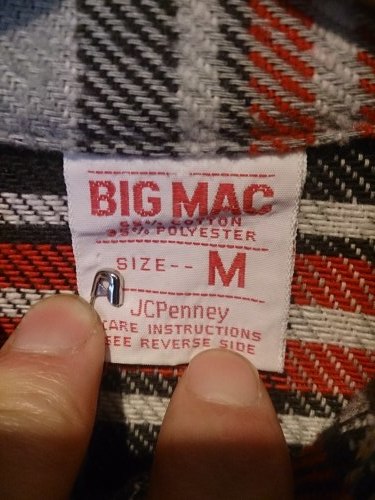 BIG MAC
COTTON
% POLYESTER
SIZE-- M
JCPenney
CARE INSTRUCTIONS
SEE REVERSE SIDE